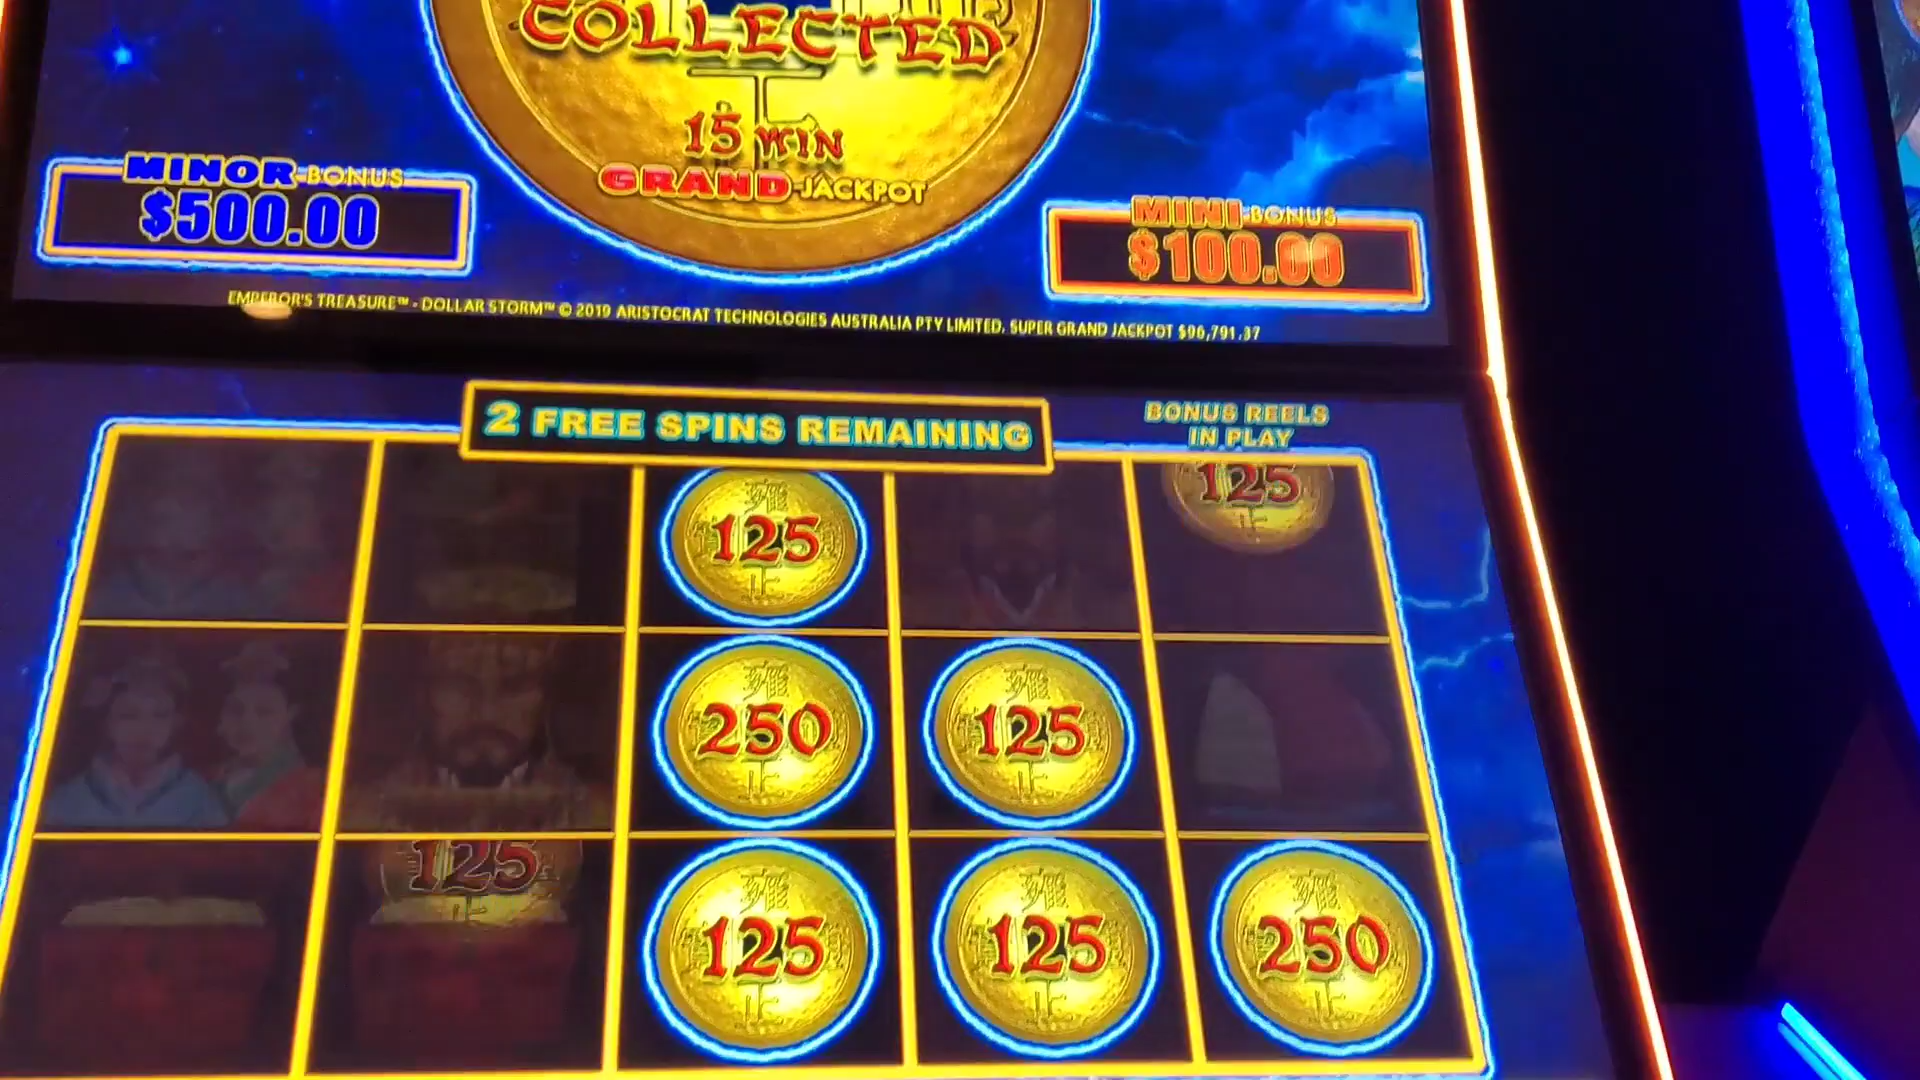 COLLECTED
15 WIN
GRAND JACKPOT
MINOR BONUS
$500.00
MINI BONUS
$100.00
EMPEROR'S TREASURE™ - DOLLAR STORM™ © 2019 ARISTOCRAT TECHNOLOGIES AUSTRALIA PTY LIMITED. SUPER GRAND JACKPOT $96,791.37
2 FREE SPINS REMAINING
BONUS REELS
IN PLAY
125
125
250
125
125
125
125
250